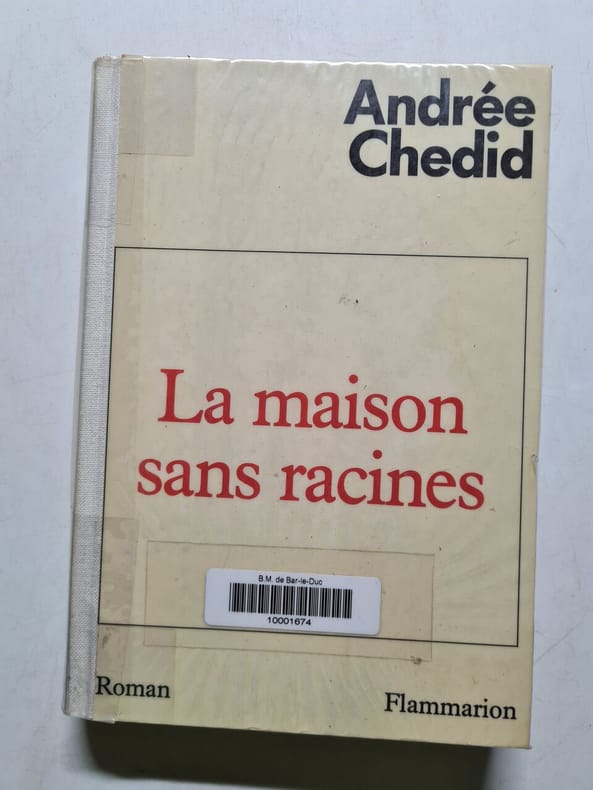 Andrée
Chedid
La maison
sans racines
B.M. de Bar-le-Duc
10001674
Roman
Flammarion